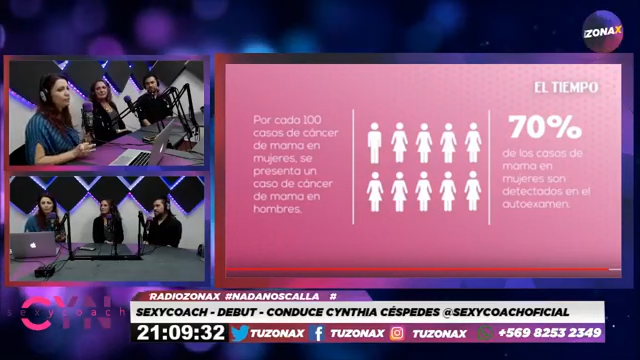 ZONAX
EL TIEMPO
Por cada 100
casos de cáncer
de mama en
mujeres, se
presenta un
caso de cáncer
de mama en
hombres.
70%
de los casos de
mama en
mujeres son
detectados en el
autoexamen.
RADIOZONAX #NADANOSCALLA #
CYN
sexycoach
SEXYCOACH - DEBUT - CONDUCE CYNTHIA CÉSPEDES @SEXYCOACHOFICIAL
21:09:32 TUZONAX TUZONAX TUZONAX +569 8253 2349